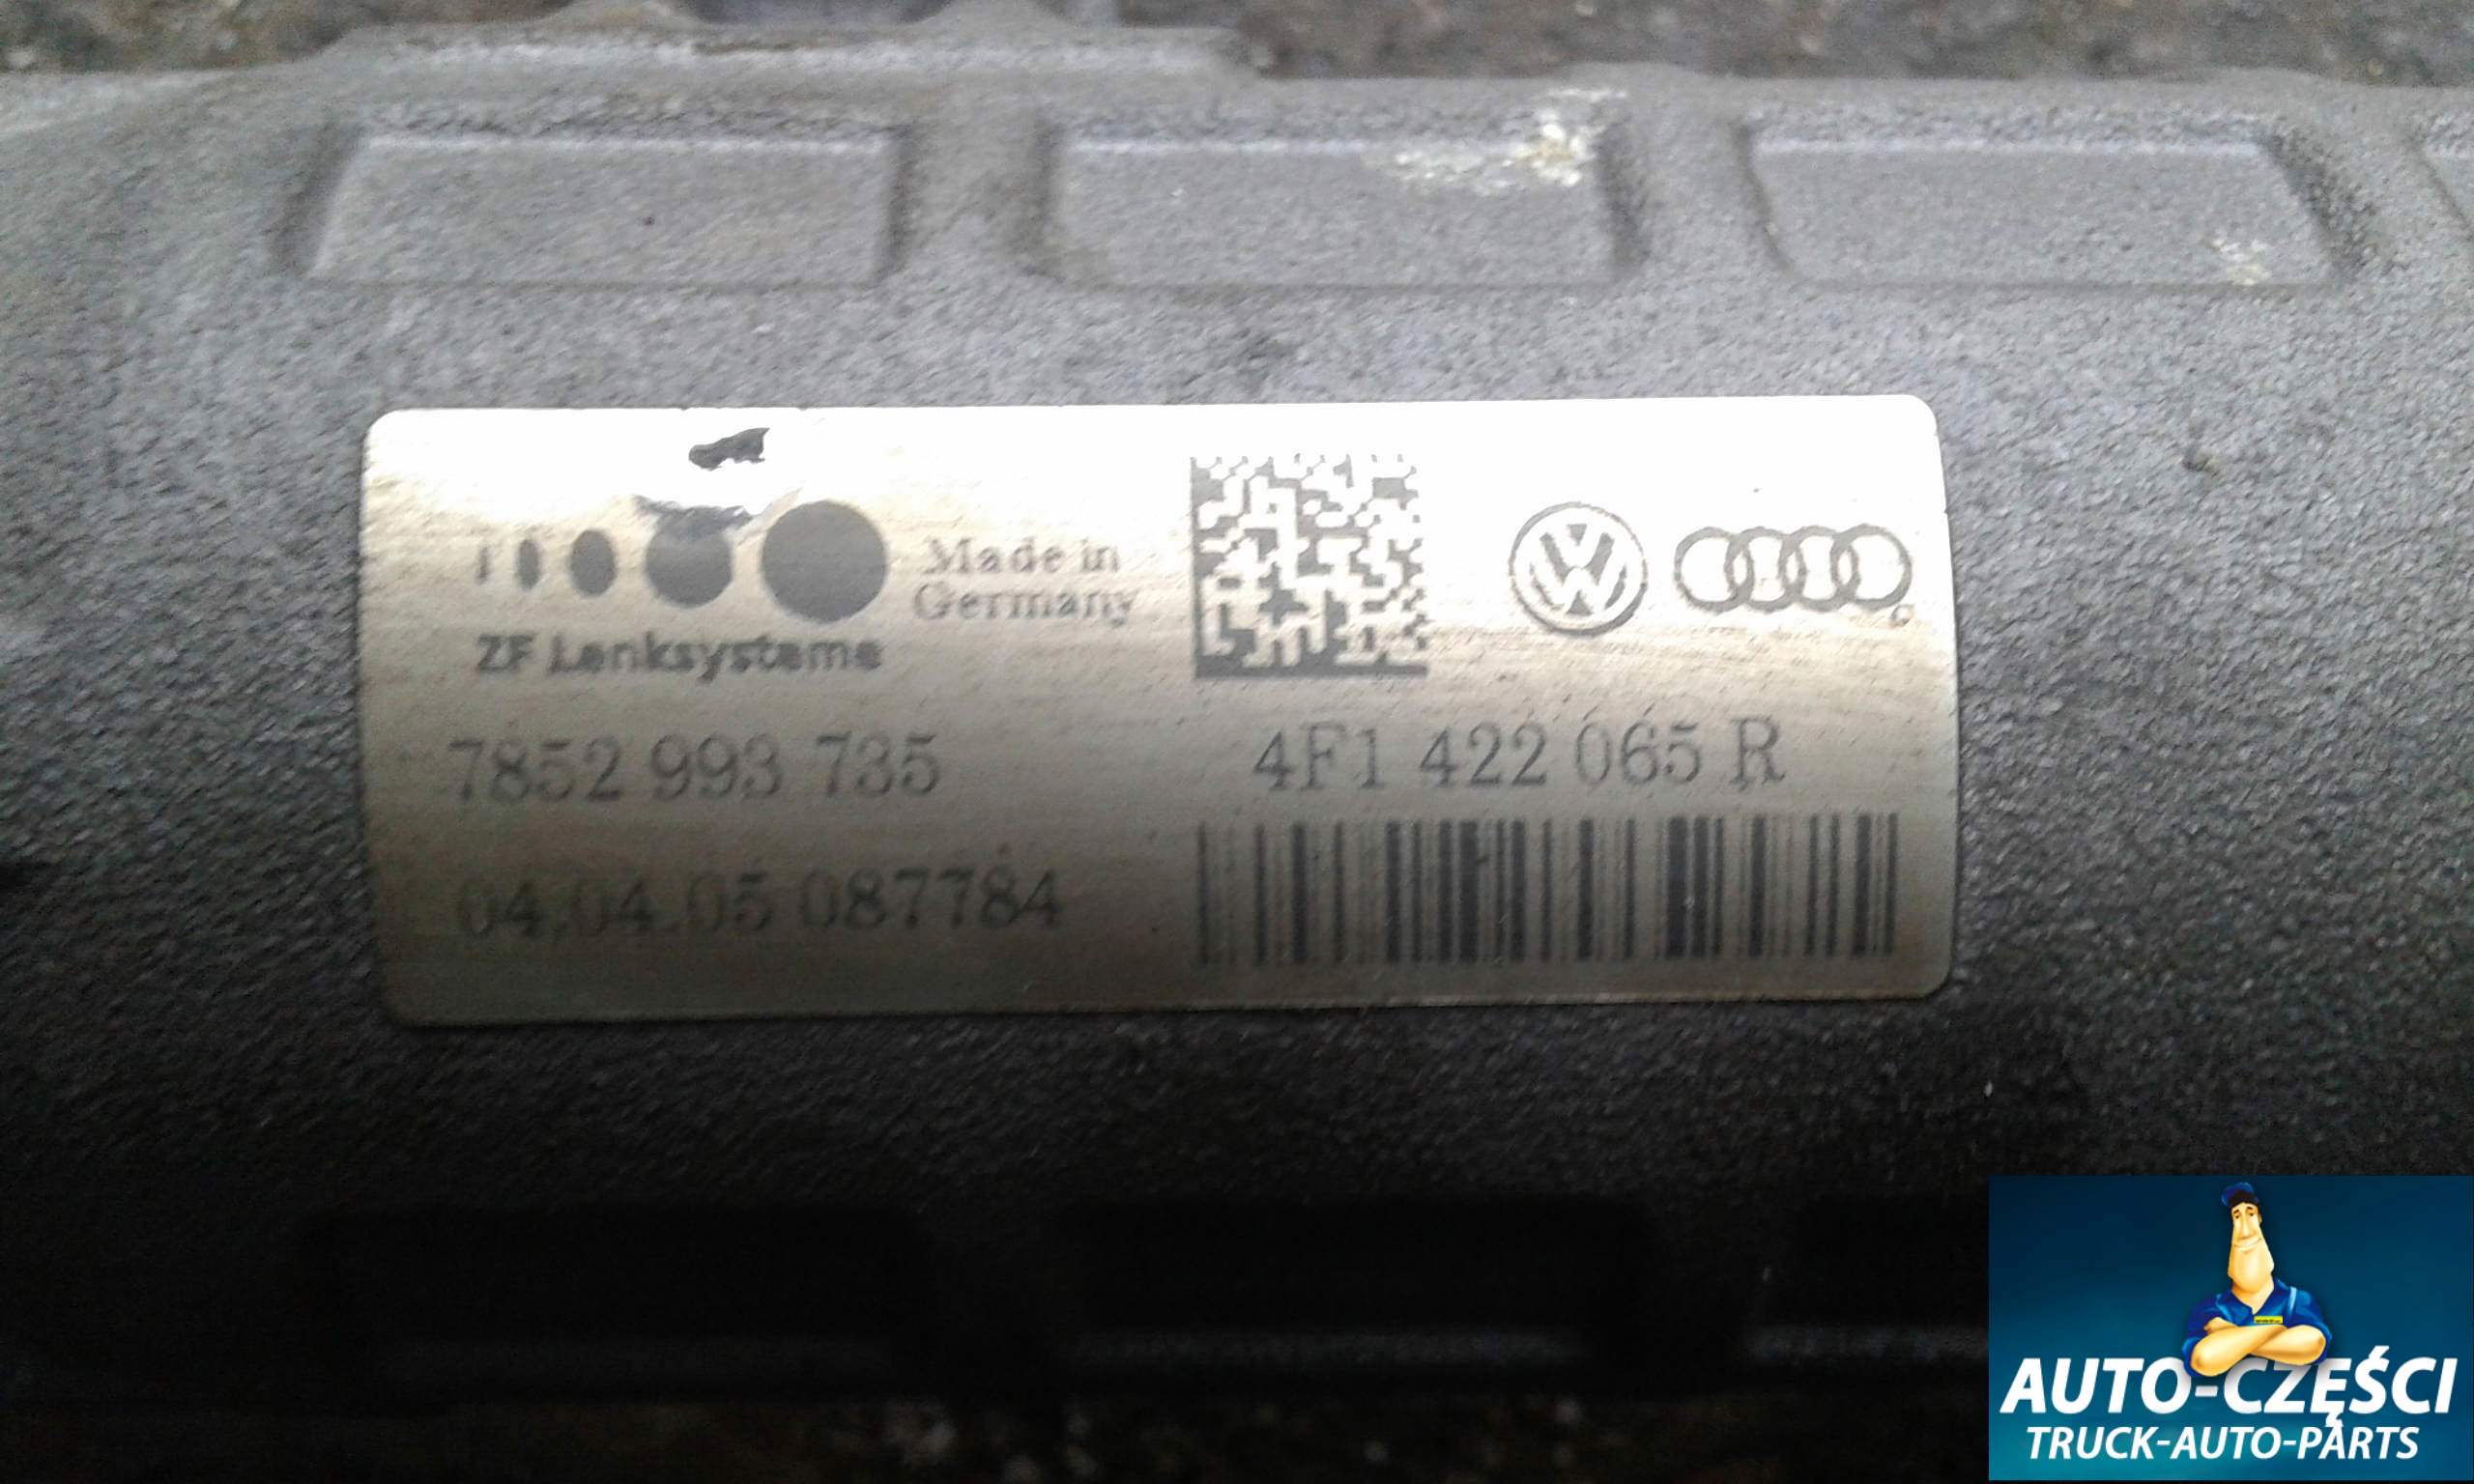 Made in
Germany
ZF Lenksysteme
7852 993 735
4F1 422 065 R
04.04.05 087784
AUTO-CZĘŚCI
TRUCK-AUTO-PARTS